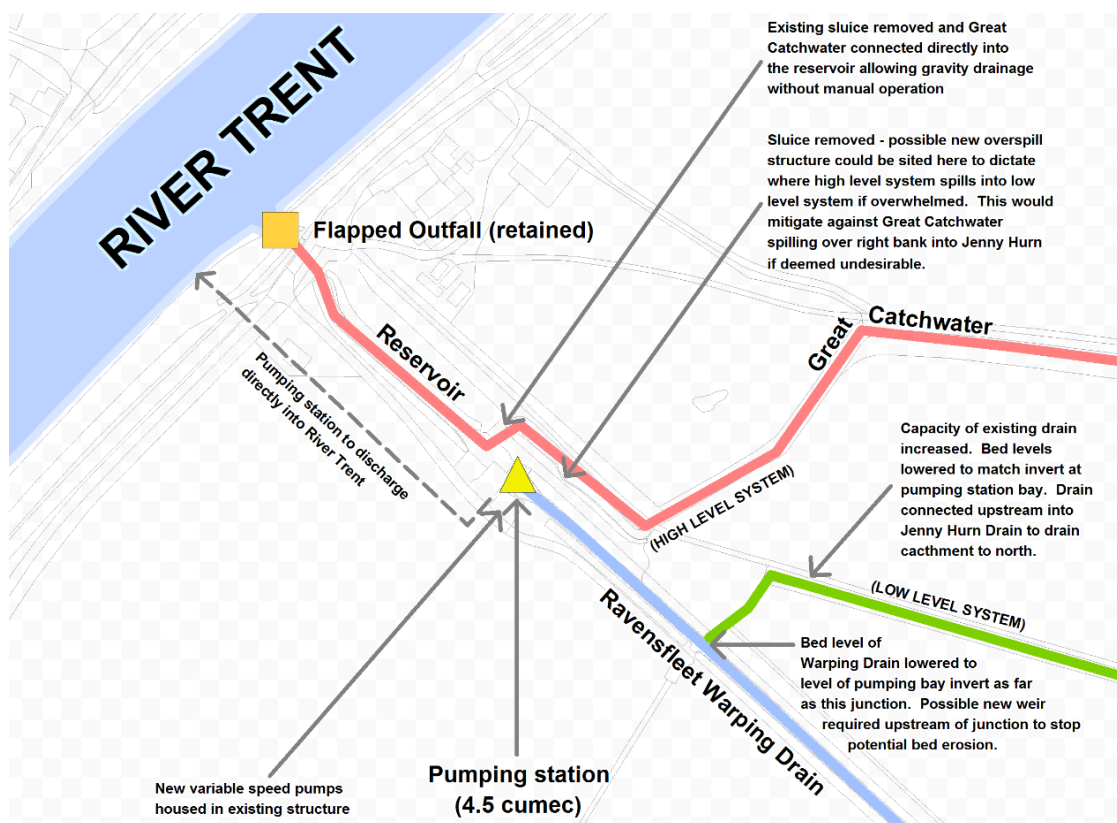 RIVER TRENT
Existing sluice removed and Great
Catchwater connected directly into
the reservoir allowing gravity drainage
without manual operation
Sluice removed - possible new overspill
structure could be sited here to dictate
where high level system spills into low
level system if overwhelmed. This would
mitigate against Great Catchwater
spilling over right bank into Jenny Hurn
if deemed undesirable.
Flapped Outfall (retained)
Reservoir
Great
Catchwater
Pumping station to discharge
directly into River Trent
(HIGH LEVEL SYSTEM)
Capacity of existing drain
increased. Bed levels
lowered to match invert at
pumping station bay. Drain
connected upstream into
Jenny Hurn Drain to drain
cacthment to north.
(LOW LEVEL SYSTEM)
Ravensfleet Warping Drain
Bed level of
Warping Drain lowered to
level of pumping bay invert as far
as this junction. Possible new weir
required upstream of junction to stop
potential bed erosion.
New variable speed pumps
housed in existing structure
Pumping station
(4.5 cumec)